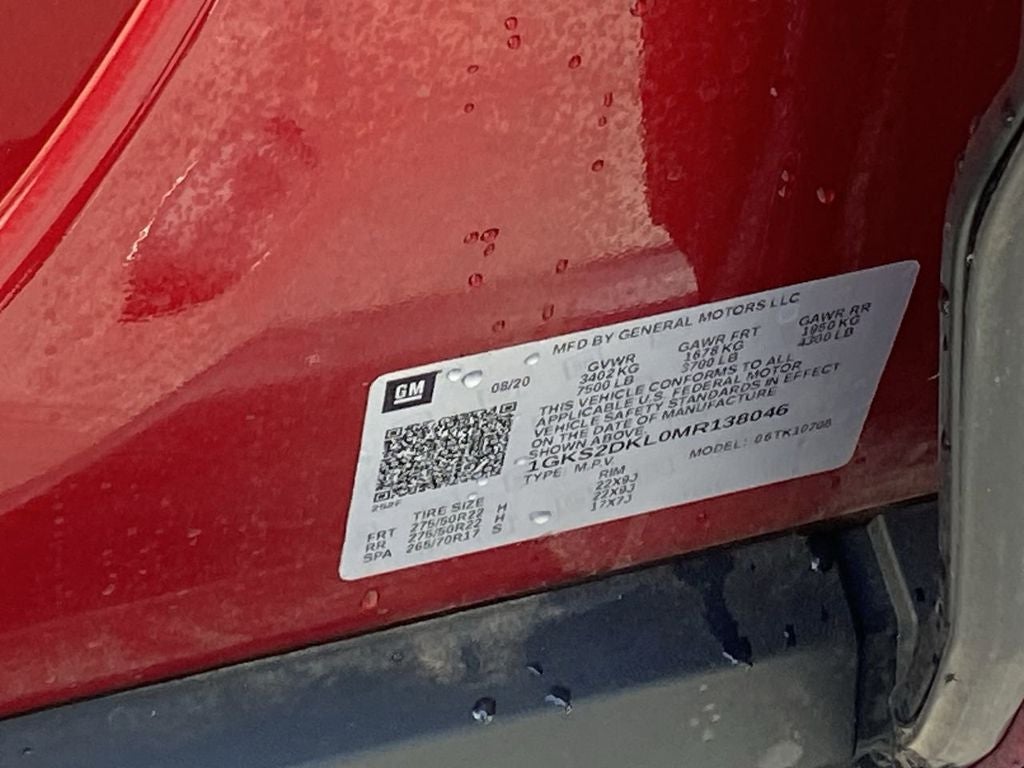 MFD BY GENERAL MOTORS LLC
GM 08/20 GVWR GAWR FRT GAWR RR
3402 KG 1678 KG 1950 KG
7500 LB 3700 LB 4300 LB
THIS VEHICLE CONFORMS TO ALL
APPLICABLE U.S. FEDERAL MOTOR
VEHICLE SAFETY STANDARDS IN EFFECT
ON THE DATE OF MANUFACTURE
SHOWN ABOVE.
1GKS2DKL0MR138046
TYPE: M.P.V. MODEL: 06TK10706
TIRE SIZE RIM
FRT 275/50R22 H 22X9J
RR 275/50R22 H 22X9J
SPA 265/70R17 S 17X7J